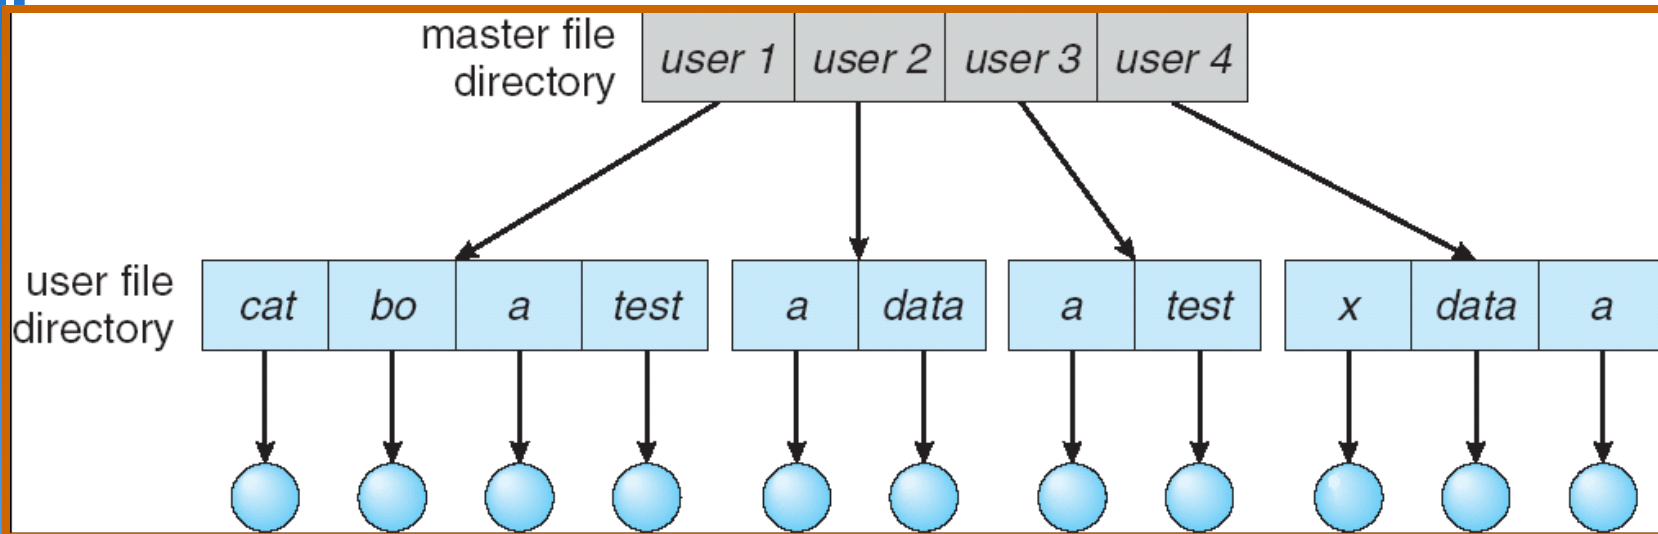 master file
directory
user 1 user 2 user 3 user 4
user file
directory
cat bo a test a data a test x data a